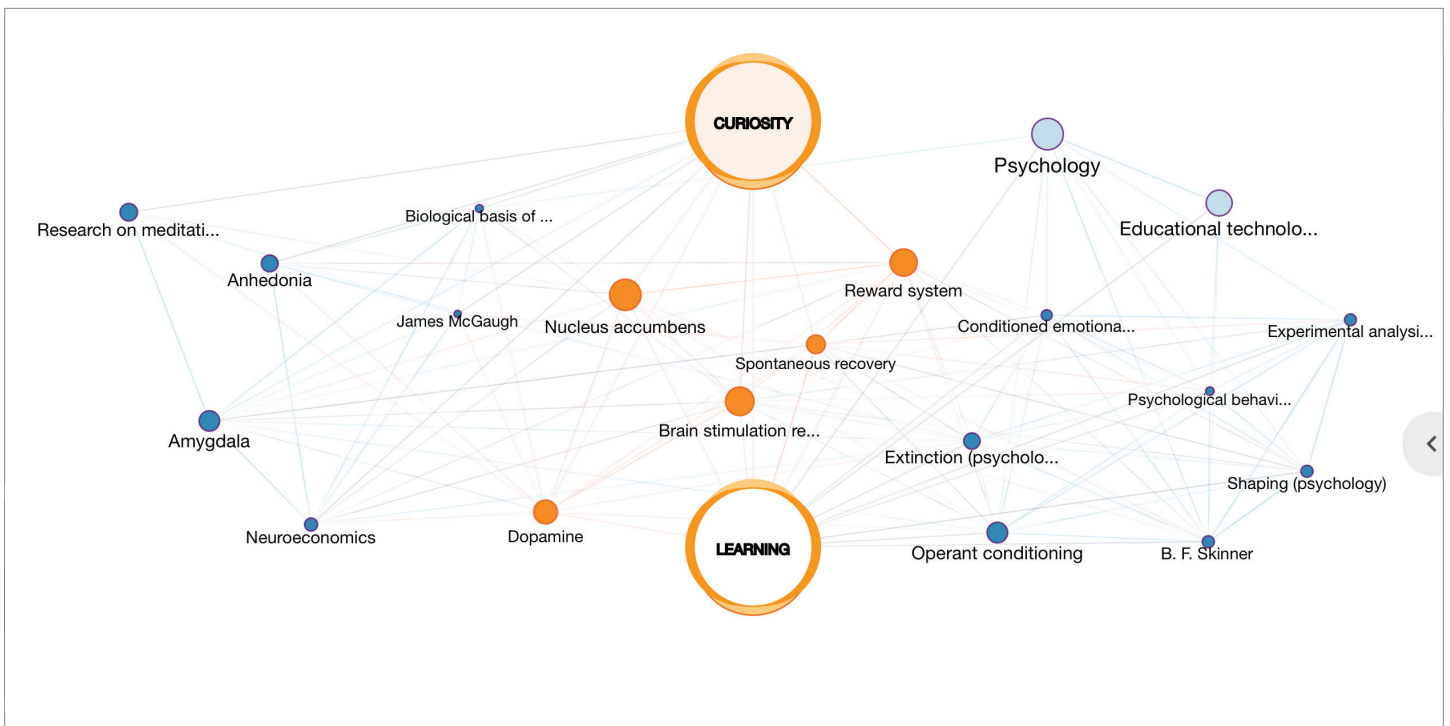 CURIOSITY
Psychology
Biological basis of ...
Research on meditati...
Educational technolo...
Anhedonia
Reward system
James McGaugh
Nucleus accumbens
Conditioned emotiona...
Experimental analysi...
Spontaneous recovery
Psychological behavi...
Brain stimulation re...
Amygdala
Extinction (psycholo...
Shaping (psychology)
Neuroeconomics
Dopamine
LEARNING
Operant conditioning
B. F. Skinner